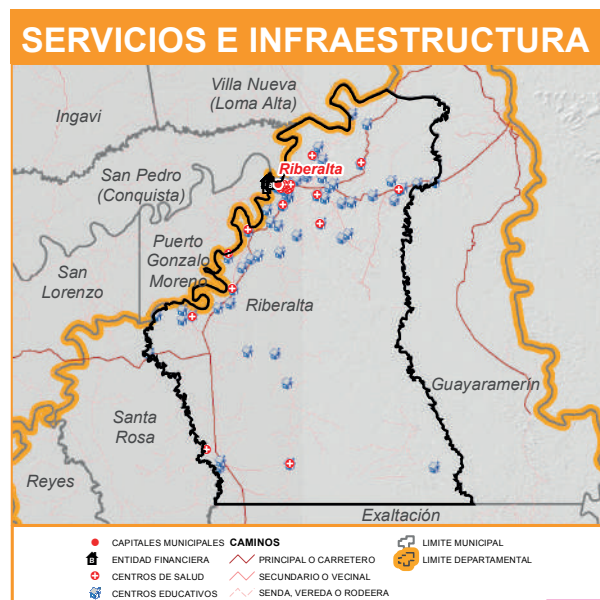 SERVICIOS E INFRAESTRUCTURA
Villa Nueva
(Loma Alta)
Ingavi
San Pedro
(Conquista)
Riberalta
B
Puerto
Gonzalo
Moreno
San
Lorenzo
Riberalta
Guayaramerín
Santa
Rosa
Reyes
Exaltación
CAPITALES MUNICIPALES
ENTIDAD FINANCIERA
CENTROS DE SALUD
CENTROS EDUCATIVOS
CAMINOS
PRINCIPAL O CARRETERO
SECUNDARIO O VECINAL
SENDA, VEREDA O RODEERA
LIMITE MUNICIPAL
LIMITE DEPARTAMENTAL